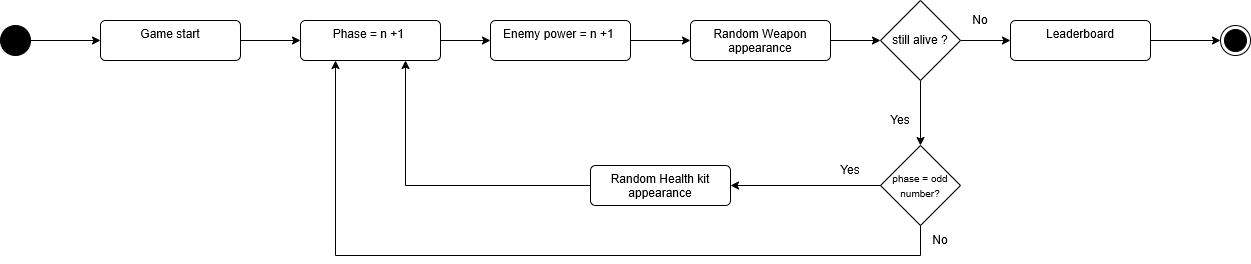 Game start
Phase = n +1
Enemy power = n +1
Random Weapon
appearance
still alive ?
No
Leaderboard
Yes
phase = odd
number?
Yes
Random Health kit
appearance
No